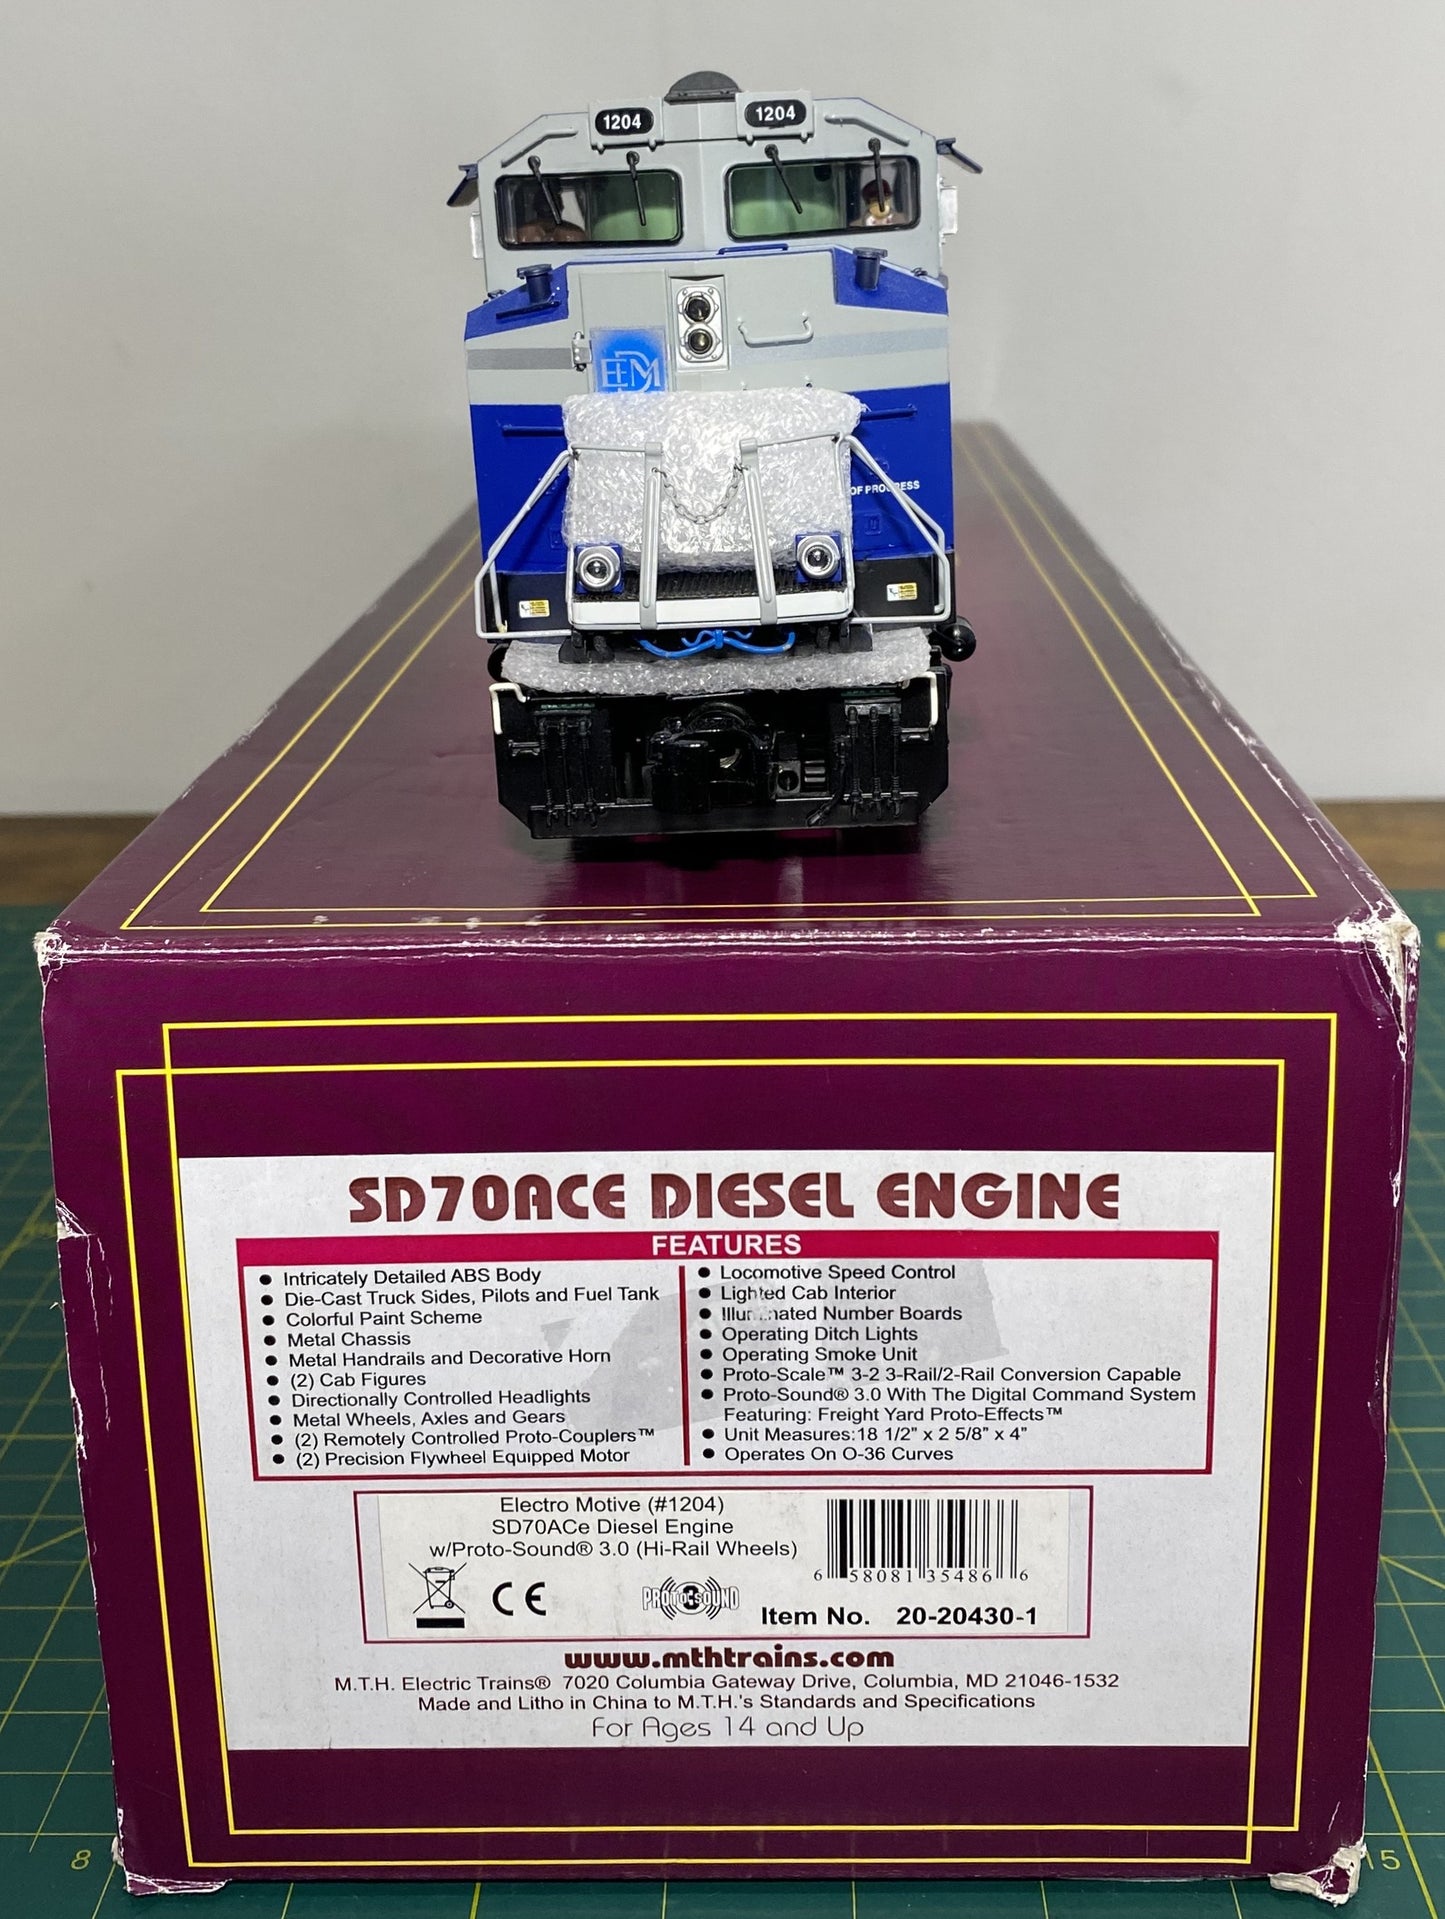 1204 1204
EMD
OF PROGRESS
SD70ACE DIESEL ENGINE
FEATURES
● Intricately Detailed ABS Body
● Die-Cast Truck Sides, Pilots and Fuel Tank
● Colorful Paint Scheme
● Metal Chassis
● Metal Handrails and Decorative Horn
● (2) Cab Figures
● Directionally Controlled Headlights
● Metal Wheels, Axles and Gears
● (2) Remotely Controlled Proto-Couplers™
● (2) Precision Flywheel Equipped Motor
● Locomotive Speed Control
● Lighted Cab Interior
● Illuminated Number Boards
● Operating Ditch Lights
● Operating Smoke Unit
● Proto-Scale™ 3-2 3-Rail/2-Rail Conversion Capable
● Proto-Sound® 3.0 With The Digital Command System
Featuring: Freight Yard Proto-Effects™
● Unit Measures:18 1/2" x 2 5/8" x 4"
● Operates On O-36 Curves
Electro Motive (#1204)
SD70ACe Diesel Engine
w/Proto-Sound® 3.0 (Hi-Rail Wheels)
6 58081 35486 6
CE
PROTO-SOUND 3
Item No. 20-20430-1
www.mthtrains.com
M.T.H. Electric Trains® 7020 Columbia Gateway Drive, Columbia, MD 21046-1532
Made and Litho in China to M.T.H.'s Standards and Specifications
For Ages 14 and Up
8
15